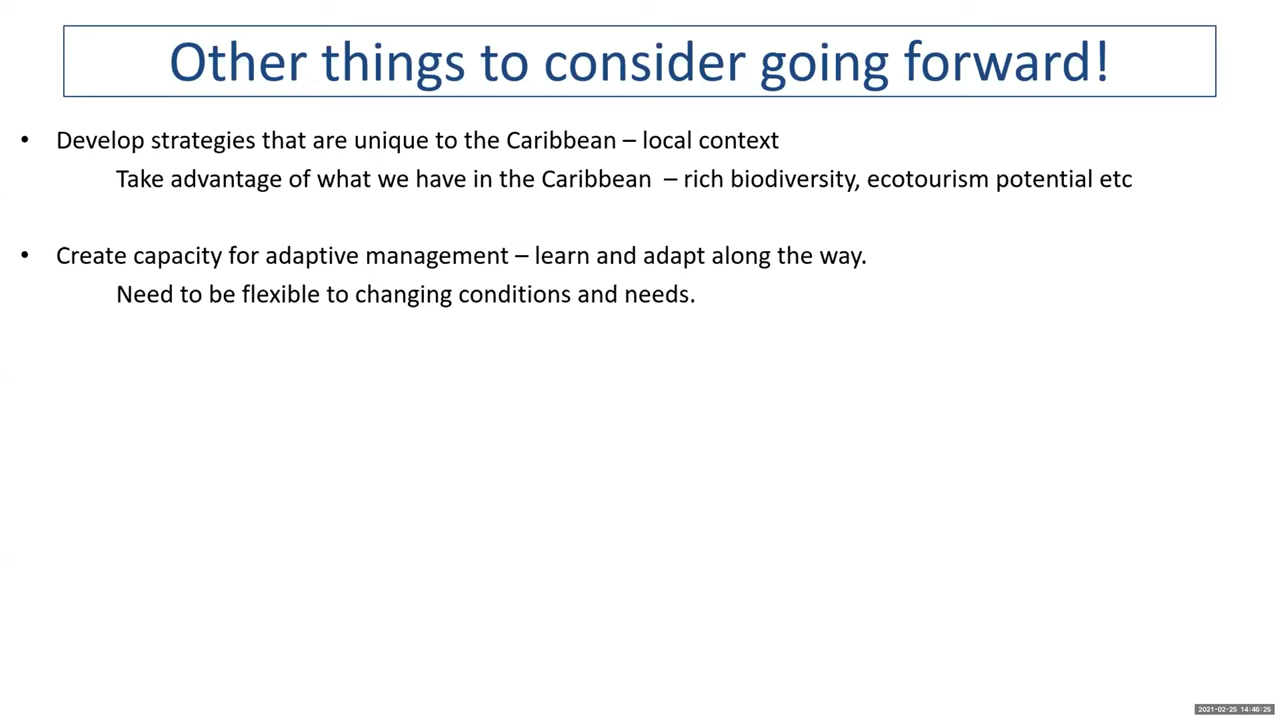 Other things to consider going forward!
• Develop strategies that are unique to the Caribbean – local context
Take advantage of what we have in the Caribbean – rich biodiversity, ecotourism potential etc
• Create capacity for adaptive management – learn and adapt along the way.
Need to be flexible to changing conditions and needs.
2021-02-25 14:46:25